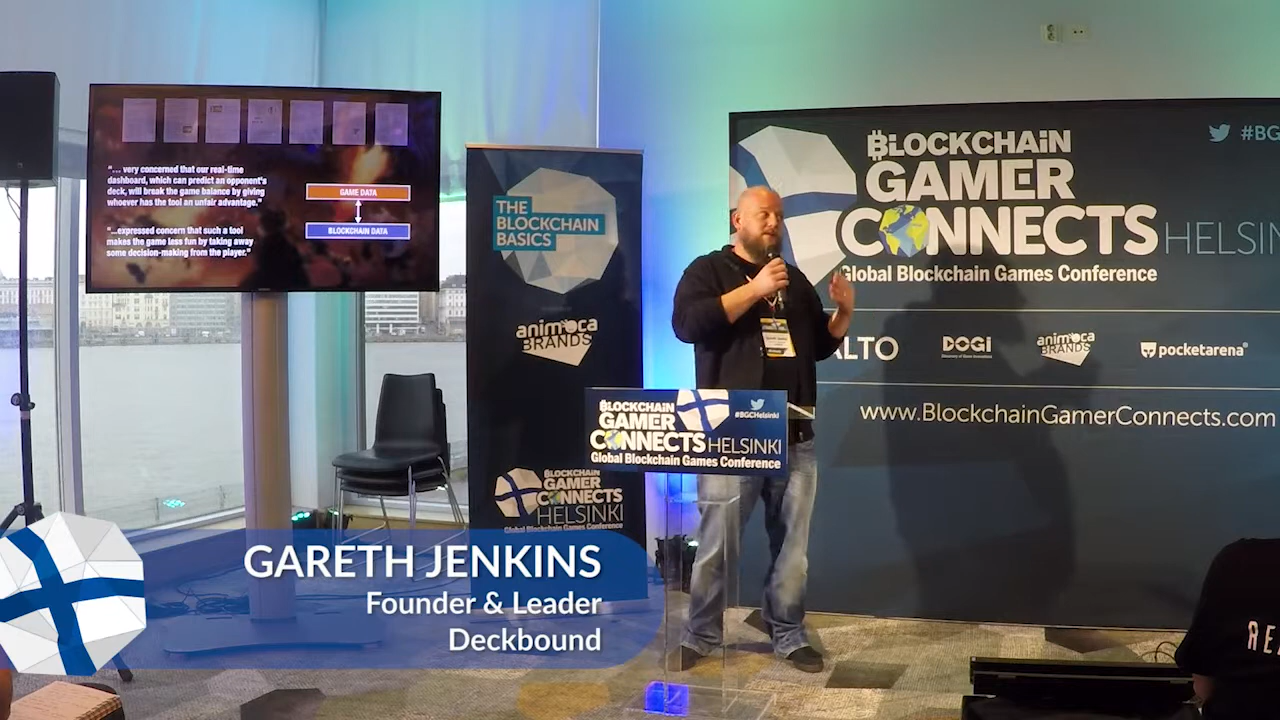 "... very concerned that our real-time
dashboard, which can predict an opponent's
deck, will break the game balance by giving
whoever has the tool an unfair advantage."
"...expressed concern that such a tool
makes the game less fun by taking away
some decision-making from the player."
GAME DATA
BLOCKCHAIN DATA
THE
BLOCKCHAIN
BASICS
animoca
BRANDS
BLOCKCHAIN
GAMER
CONNECTS
HELSINKI
Global Blockchain Games Conference
BLOCKCHAIN
GAMER
CONNECTS HELSIN
Global Blockchain Games Conference
#BG
ALTO
DOGI
animoca
BRANDS
pocketarena
www.BlockchainGamerConnects.com
BLOCKCHAIN
GAMER
CONNECTS HELSINKI
Global Blockchain Games Conference
#BGCHelsinki
GARETH JENKINS
Founder & Leader
Deckbound